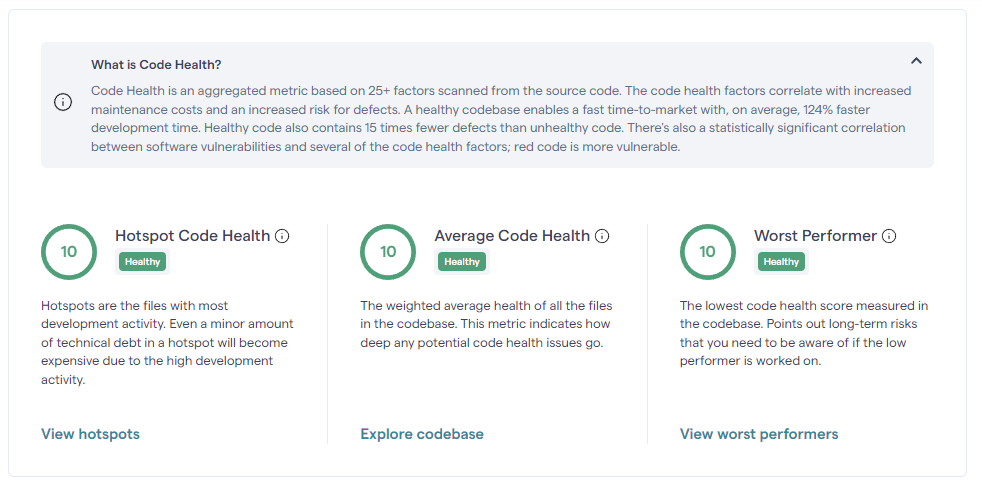 What is Code Health?
Code Health is an aggregated metric based on 25+ factors scanned from the source code. The code health factors correlate with increased
maintenance costs and an increased risk for defects. A healthy codebase enables a fast time-to-market with, on average, 124% faster
development time. Healthy code also contains 15 times fewer defects than unhealthy code. There's also a statistically significant correlation
between software vulnerabilities and several of the code health factors; red code is more vulnerable.
10
Hotspot Code Health
Healthy
Hotspots are the files with most
development activity. Even a minor amount
of technical debt in a hotspot will become
expensive due to the high development
activity.
View hotspots
10
Average Code Health
Healthy
The weighted average health of all the files
in the codebase. This metric indicates how
deep any potential code health issues go.
Explore codebase
10
Worst Performer
Healthy
The lowest code health score measured in
the codebase. Points out long-term risks
that you need to be aware of if the low
performer is worked on.
View worst performers